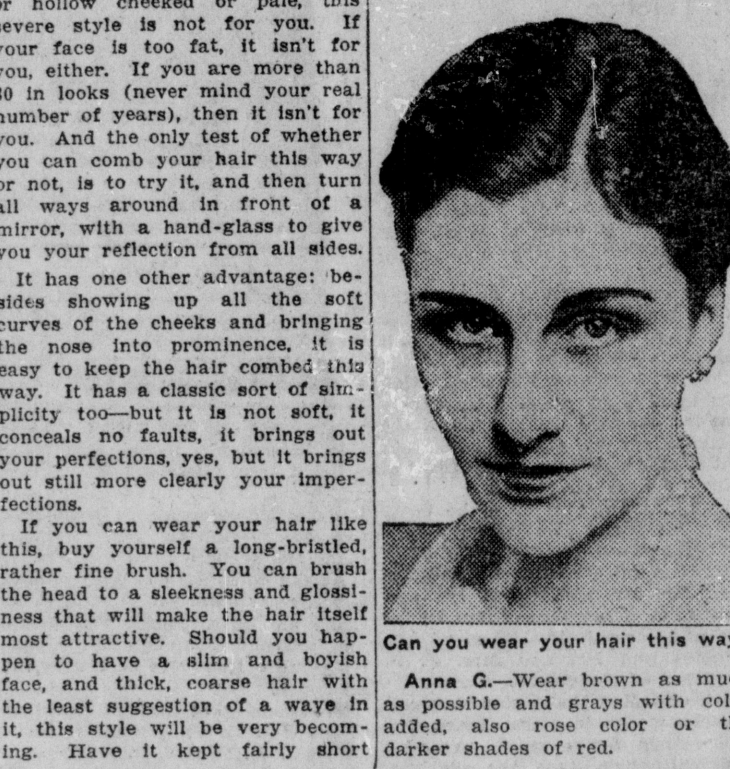 or hollow cheeked or pale, this
severe style is not for you. If
your face is too fat, it isn't for
you, either. If you are more than
30 in looks (never mind your real
number of years), then it isn't for
you. And the only test of whether
you can comb your hair this way
or not, is to try it, and then turn
all ways around in front of a
mirror, with a hand-glass to give
you your reflection from all sides.
It has one other advantage: be-
sides showing up all the soft
curves of the cheeks and bringing
the nose into prominence, it is
easy to keep the hair combed this
way. It has a classic sort of sim-
plicity too—but it is not soft, it
conceals no faults, it brings out
your perfections, yes, but it brings
out still more clearly your imper-
fections.
If you can wear your hair like
this, buy yourself a long-bristled,
rather fine brush. You can brush
the head to a sleekness and glossi-
ness that will make the hair itself
most attractive. Should you hap-
pen to have a slim and boyish
face, and thick, coarse hair with
the least suggestion of a wave in
it, this style will be very becom-
ing. Have it kept fairly short
Can you wear your hair this way
Anna G.—Wear brown as muc
as possible and grays with col
added, also rose color or th
darker shades of red.